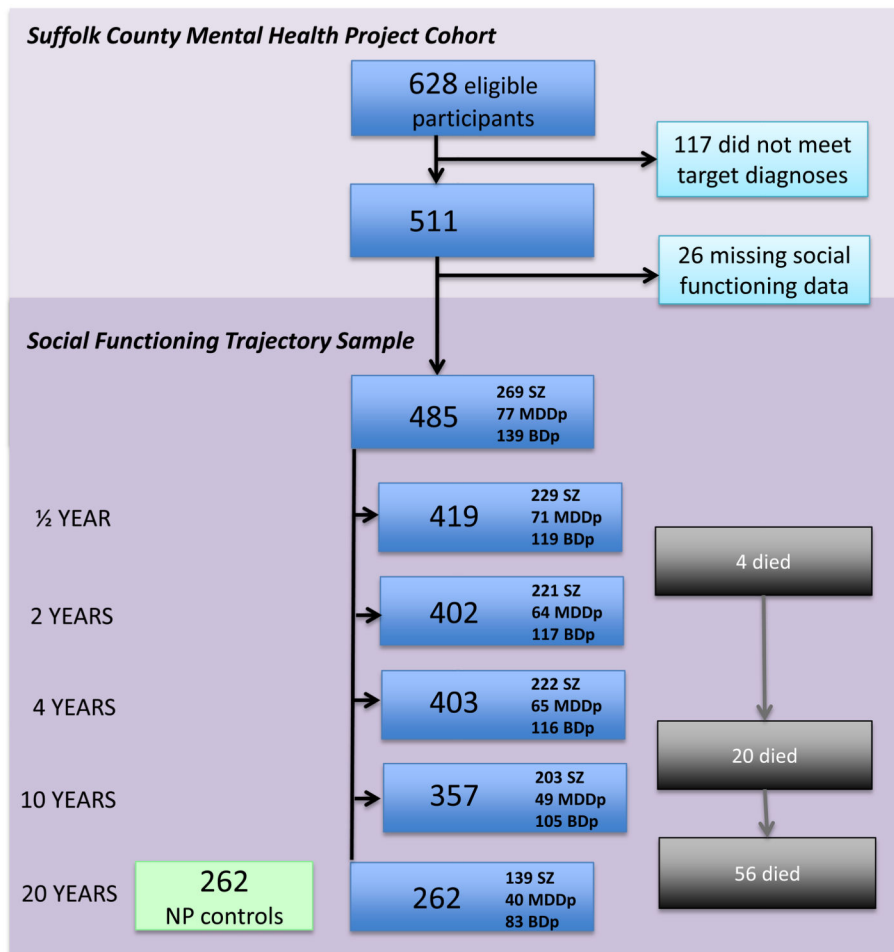 Suffolk County Mental Health Project Cohort
628 eligible
participants
117 did not meet
target diagnoses
511
26 missing social
functioning data
Social Functioning Trajectory Sample
485
269 SZ
77 MDDp
139 BDp
½ YEAR
419
229 SZ
71 MDDp
119 BDp
4 died
2 YEARS
402
221 SZ
64 MDDp
117 BDp
4 YEARS
403
222 SZ
65 MDDp
116 BDp
20 died
10 YEARS
357
203 SZ
49 MDDp
105 BDp
20 YEARS
262
NP controls
262
139 SZ
40 MDDp
83 BDp
56 died